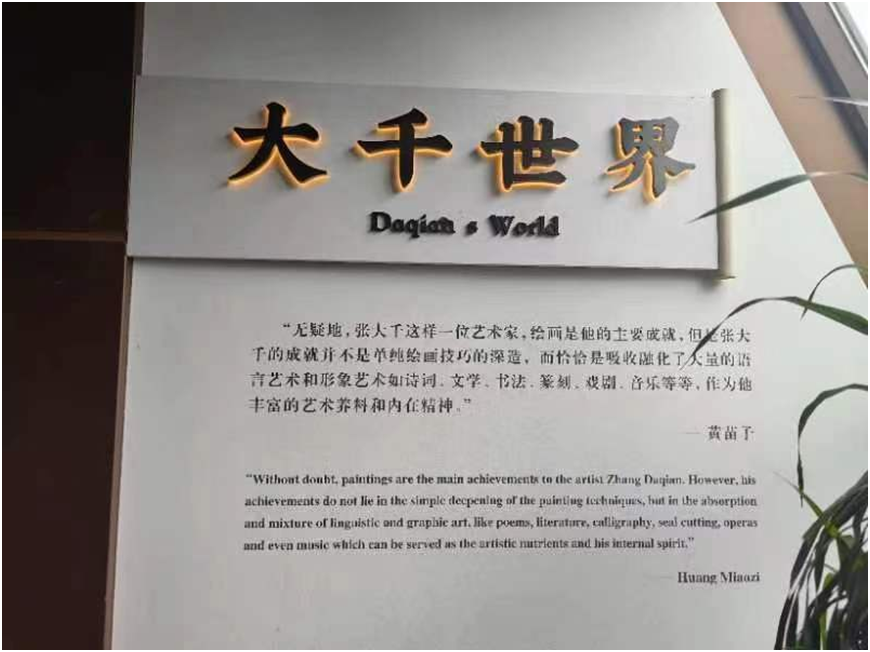 大千世界
Daqian s World
“无疑地，张大千这样一位艺术家，绘画是他的主要成就，但是张大
千的成就并不是单纯绘画技巧的深造，而恰恰是吸收融化了大量的语
言艺术和形象艺术如诗词、文学、书法、篆刻、戏剧、音乐等等，作为他
丰富的艺术养料和内在精神。”
— 黄苗子
“Without doubt, paintings are the main achievements to the artist Zhang Daqian. However, his
achievements do not lie in the simple deepening of the painting techniques, but in the absorption
and mixture of linguistic and graphic art, like poems, literature, calligraphy, seal cutting, operas
and even music which can be served as the artistic nutrients and his internal spirit.”
— Huang Miaozi